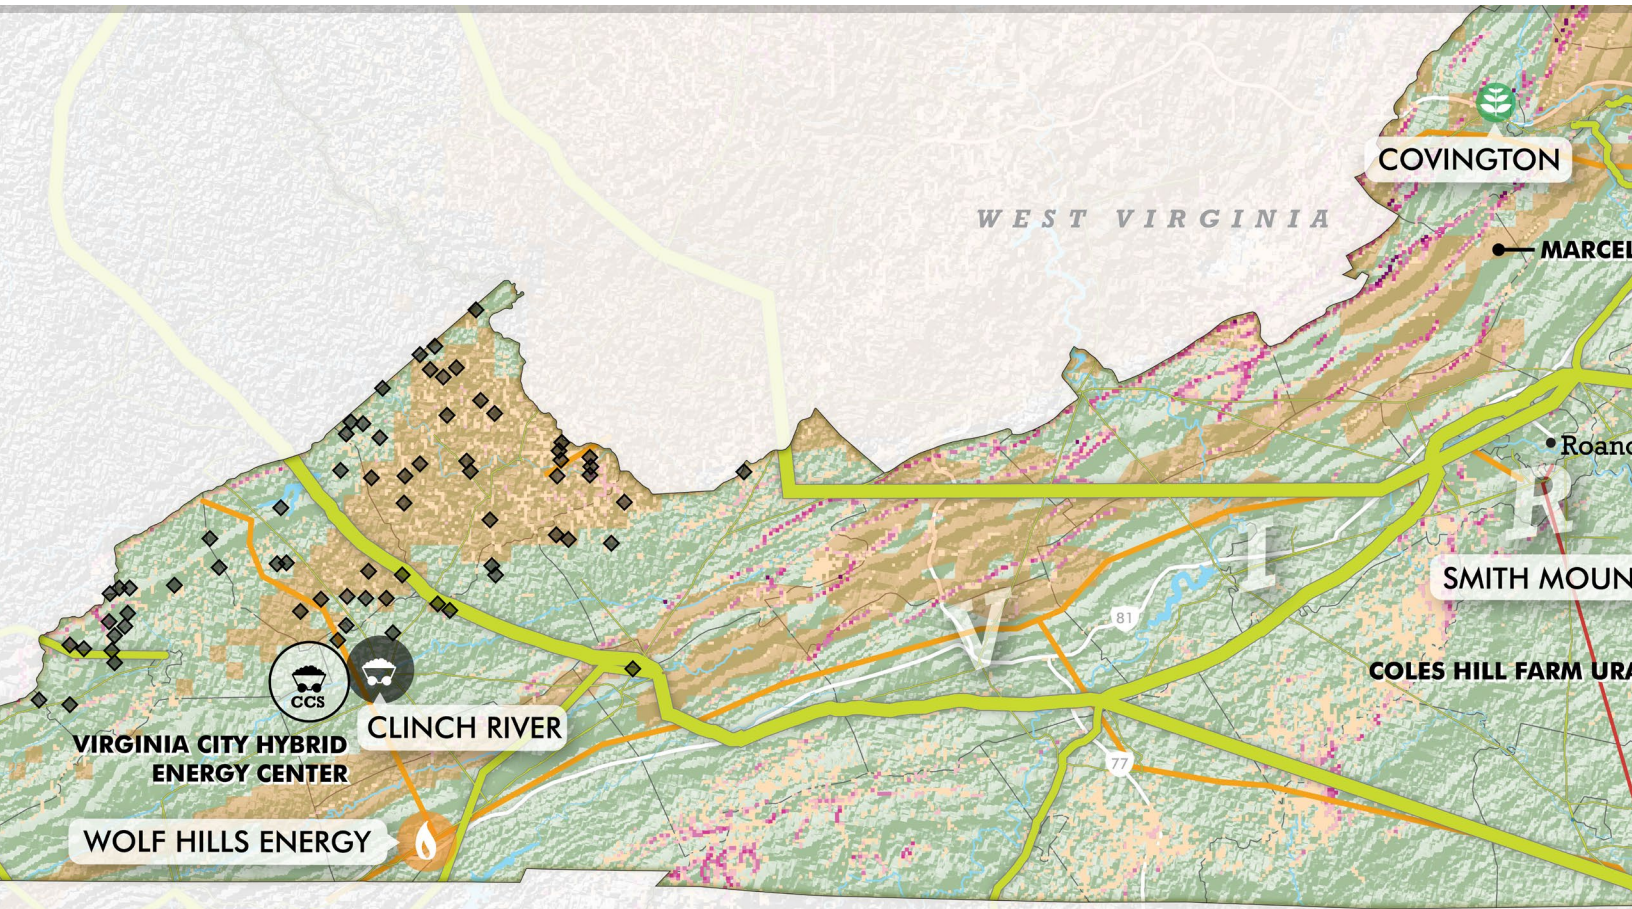 COVINGTON
WEST VIRGINIA
MARCEL
Roano
V I R
SMITH MOUN
81
COLES HILL FARM URA
CCS
CLINCH RIVER
VIRGINIA CITY HYBRID
ENERGY CENTER
77
WOLF HILLS ENERGY